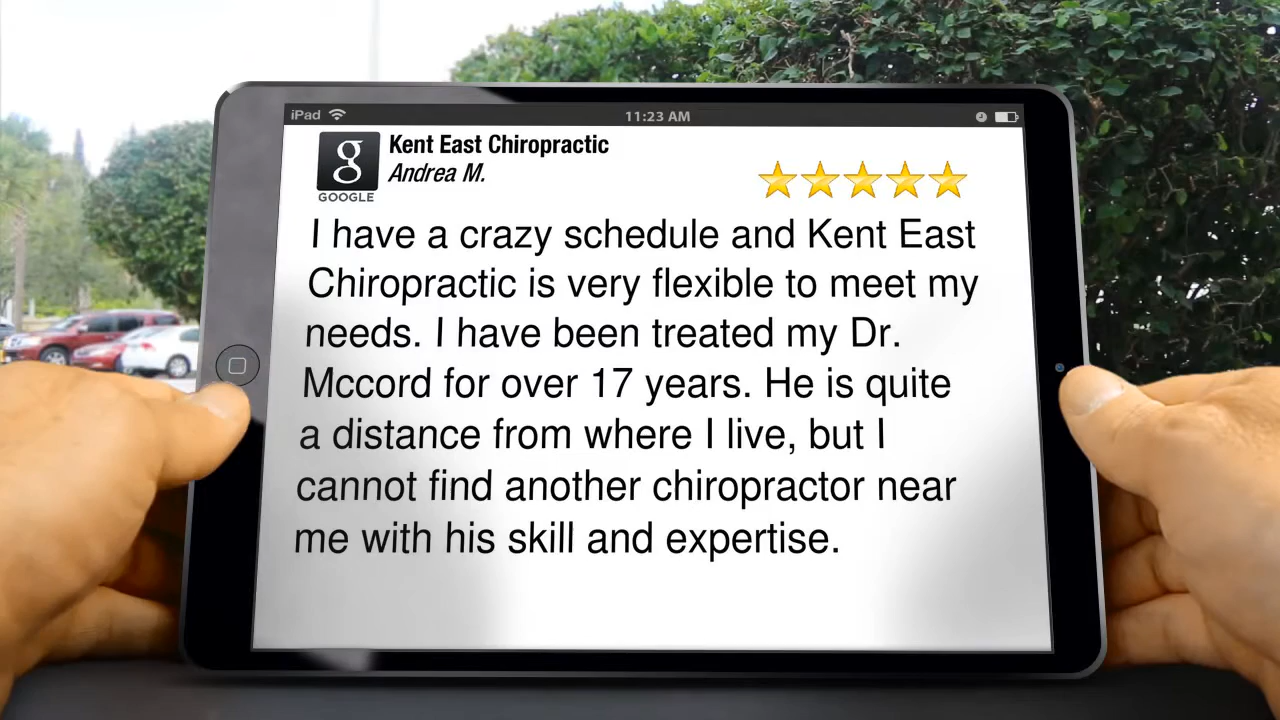 iPad
11:23 AM
g
GOOGLE
Kent East Chiropractic
Andrea M.
I have a crazy schedule and Kent East
Chiropractic is very flexible to meet my
needs. I have been treated my Dr.
Mccord for over 17 years. He is quite
a distance from where I live, but I
cannot find another chiropractor near
me with his skill and expertise.